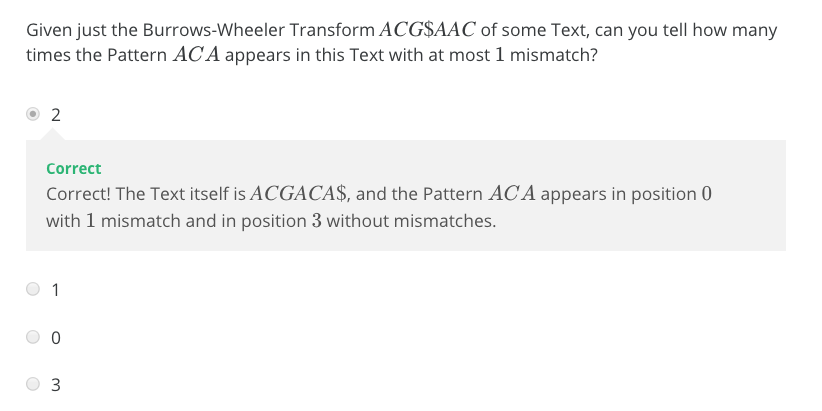 Given just the Burrows-Wheeler Transform ACG$AAC of some Text, can you tell how many
times the Pattern ACA appears in this Text with at most 1 mismatch?
2
Correct
Correct! The Text itself is ACGACA$, and the Pattern ACA appears in position 0
with 1 mismatch and in position 3 without mismatches.
1
0
3